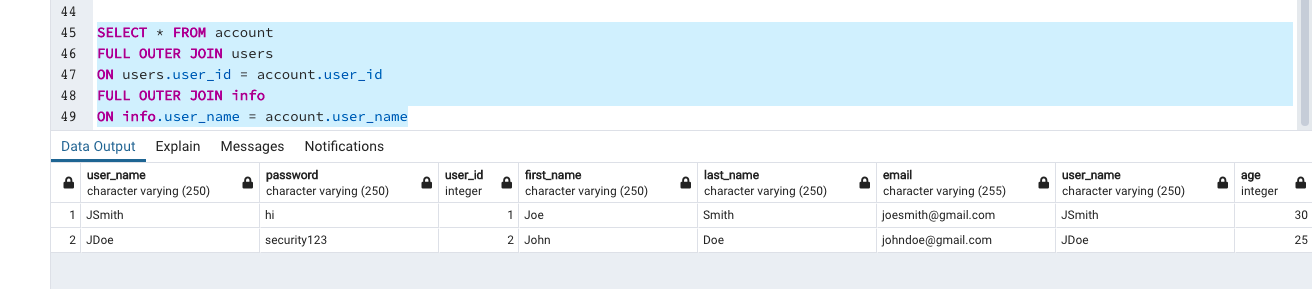 44
45 SELECT * FROM account
46 FULL OUTER JOIN users
47 ON users.user_id = account.user_id
48 FULL OUTER JOIN info
49 ON info.user_name = account.user_name
Data Output Explain Messages Notifications
user_name password user_id first_name last_name email user_name age
character varying (250) character varying (250) integer character varying (250) character varying (250) character varying (255) character varying (250) integer
1 JSmith hi 1 Joe Smith joesmith@gmail.com JSmith 30
2 JDoe security123 2 John Doe johndoe@gmail.com JDoe 25